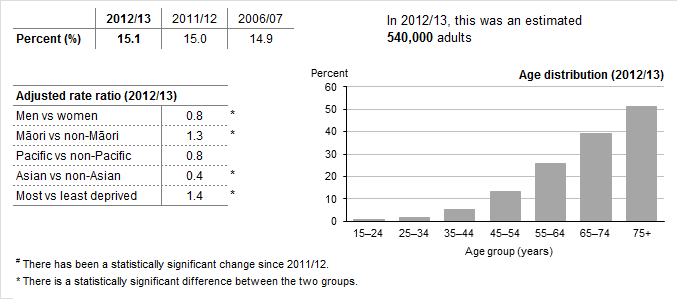 2012/13 2011/12 2006/07
Percent (%) 15.1 15.0 14.9
In 2012/13, this was an estimated
540,000 adults
Adjusted rate ratio (2012/13)
Men vs women 0.8 *
Māori vs non-Māori 1.3 *
Pacific vs non-Pacific 0.8
Asian vs non-Asian 0.4 *
Most vs least deprived 1.4 *
Percent
Age distribution (2012/13)
60
50
40
30
20
10
0
15–24 25–34 35–44 45–54 55–64 65–74 75+
Age group (years)
# There has been a statistically significant change since 2011/12.
* There is a statistically significant difference between the two groups.